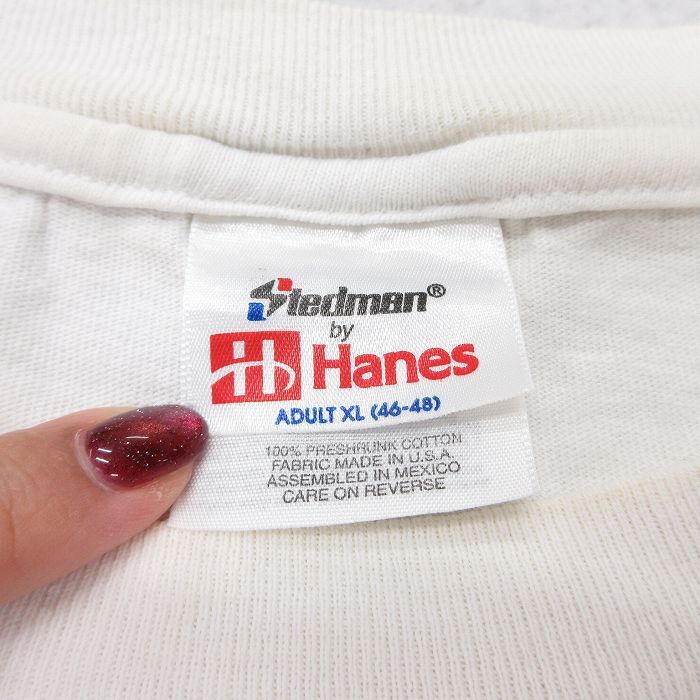 Stedman®
by
H Hanes
ADULT XL (46-48)
100% PRESHRUNK COTTON
FABRIC MADE IN U.S.A.
ASSEMBLED IN MEXICO
CARE ON REVERSE